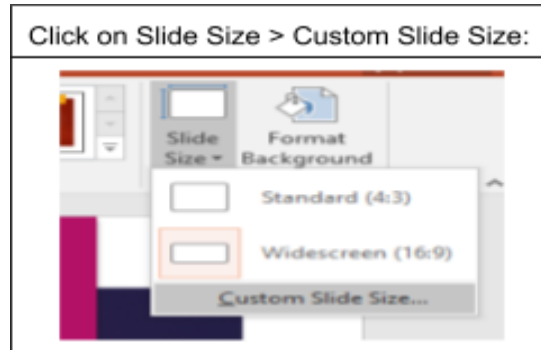 Click on Slide Size > Custom Slide Size:
Slide
Size
Format
Background
Standard (4:3)
Widescreen (16:9)
Custom Slide Size...